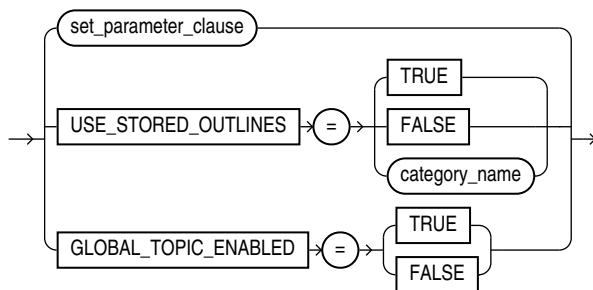 set_parameter_clause
TRUE
USE_STORED_OUTLINES = FALSE
category_name
TRUE
GLOBAL_TOPIC_ENABLED =
FALSE